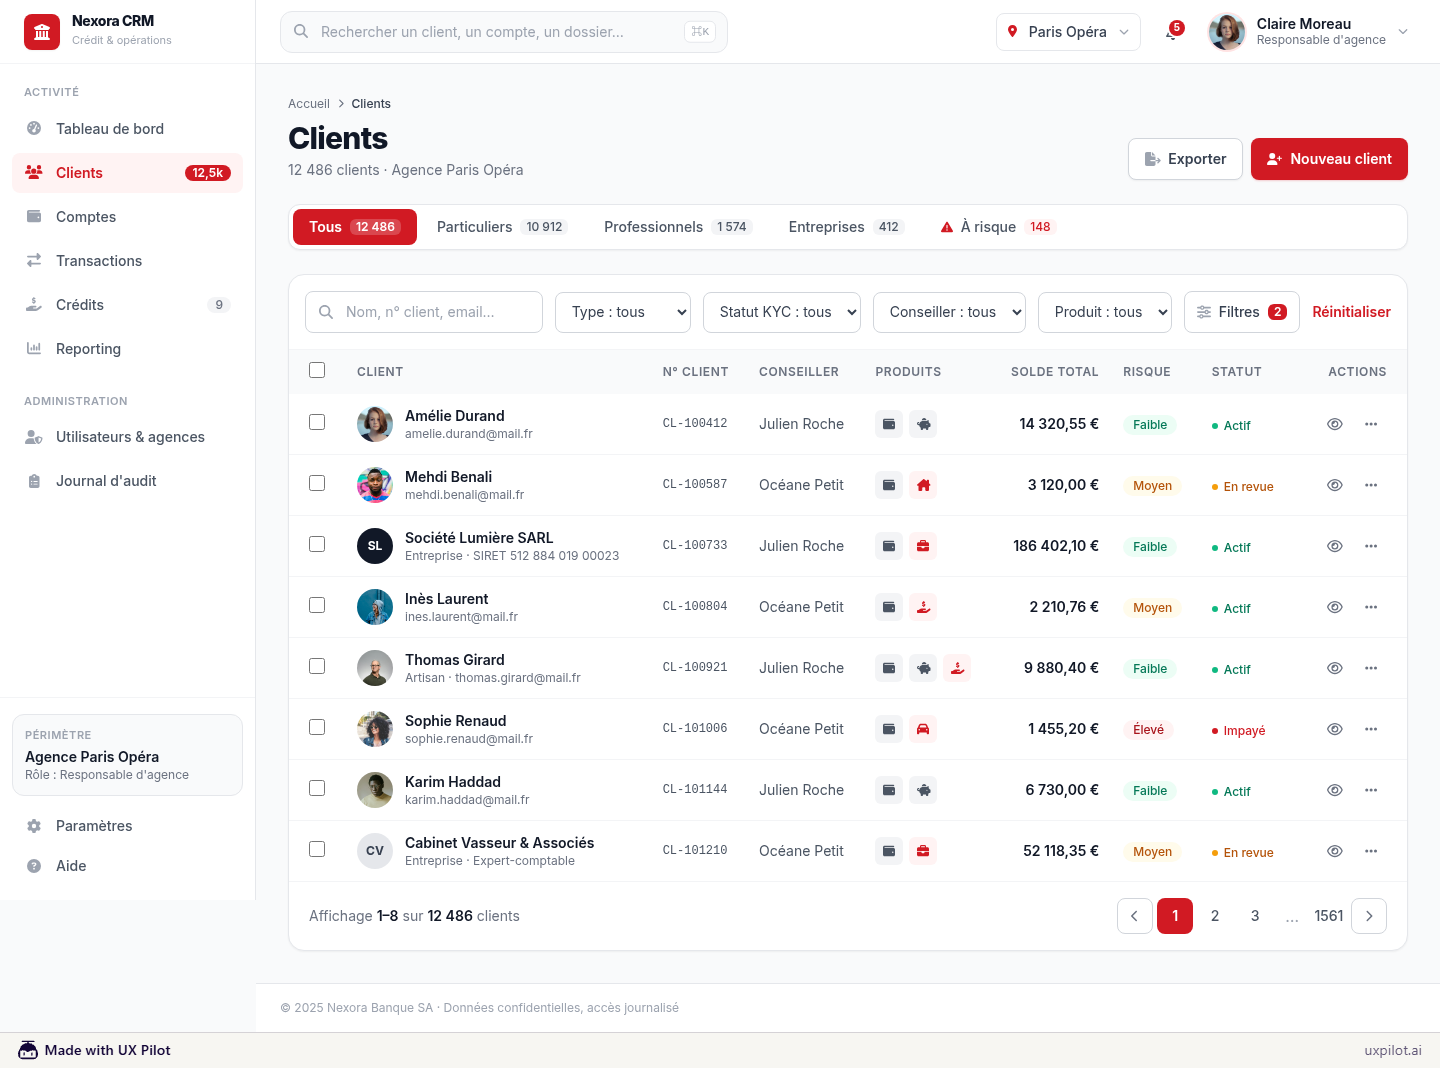 Nexora CRM
Crédit & opérations
Rechercher un client, un compte, un dossier...
⌘K
Paris Opéra
5
Claire Moreau
Responsable d'agence
ACTIVITÉ
Tableau de bord
Clients 12,5k
Comptes
Transactions
Crédits 9
Reporting
ADMINISTRATION
Utilisateurs & agences
Journal d'audit
PÉRIMÈTRE
Agence Paris Opéra
Rôle : Responsable d'agence
Paramètres
Aide
Accueil > Clients
Clients
12 486 clients · Agence Paris Opéra
Exporter
Nouveau client
Tous 12 486 Particuliers 10 912 Professionnels 1 574 Entreprises 412 À risque 148
Nom, n° client, email... Type : tous Statut KYC : tous Conseiller : tous Produit : tous Filtres 2 Réinitialiser
CLIENT N° CLIENT CONSEILLER PRODUITS SOLDE TOTAL RISQUE STATUT ACTIONS
Amélie Durand CL-100412 Julien Roche 14 320,55 € Faible Actif
amelie.durand@mail.fr
Mehdi Benali CL-100587 Océane Petit 3 120,00 € Moyen En revue
mehdi.benali@mail.fr
SL Société Lumière SARL CL-100733 Julien Roche 186 402,10 € Faible Actif
Entreprise · SIRET 512 884 019 00023
Inès Laurent CL-100804 Océane Petit 2 210,76 € Moyen Actif
ines.laurent@mail.fr
Thomas Girard CL-100921 Julien Roche 9 880,40 € Faible Actif
Artisan · thomas.girard@mail.fr
Sophie Renaud CL-101006 Océane Petit 1 455,20 € Élevé Impayé
sophie.renaud@mail.fr
Karim Haddad CL-101144 Julien Roche 6 730,00 € Faible Actif
karim.haddad@mail.fr
CV Cabinet Vasseur & Associés CL-101210 Océane Petit 52 118,35 € Moyen En revue
Entreprise · Expert-comptable
Affichage 1–8 sur 12 486 clients
1 2 3 ... 1561
© 2025 Nexora Banque SA · Données confidentielles, accès journalisé
Made with UX Pilot
uxpilot.ai